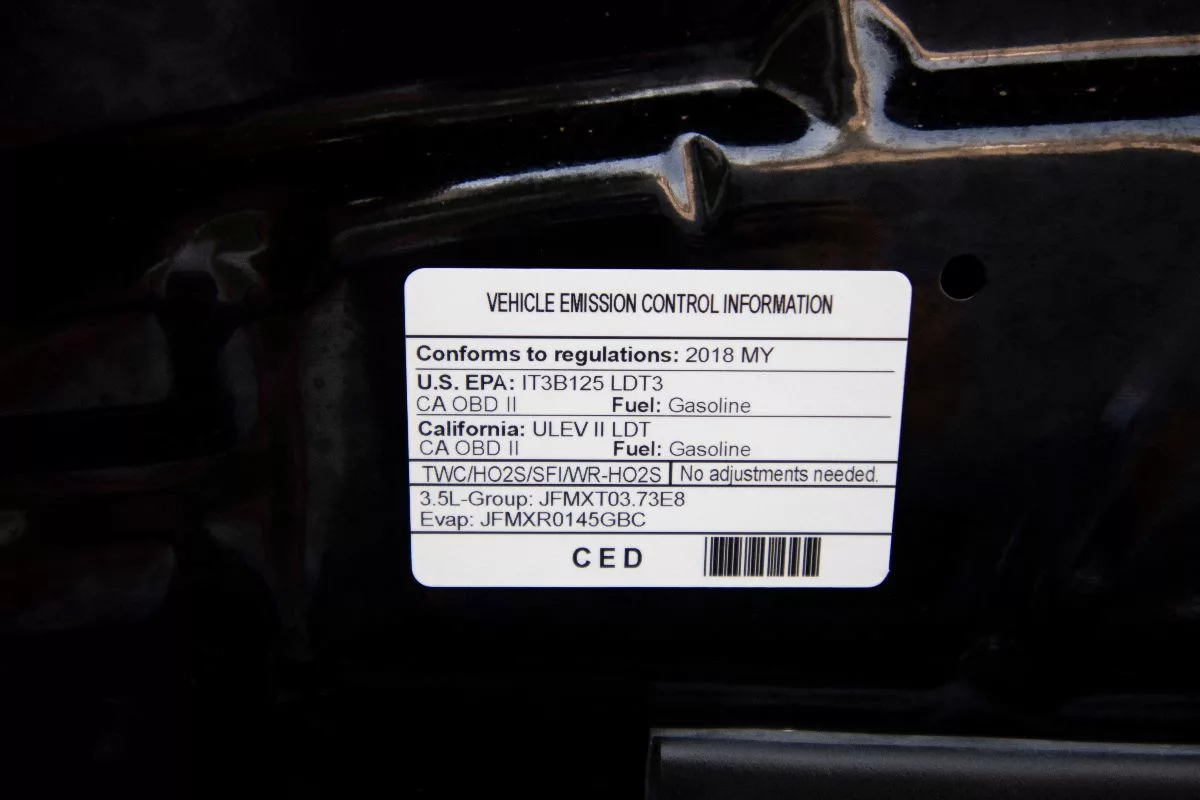 VEHICLE EMISSION CONTROL INFORMATION
Conforms to regulations: 2018 MY
U.S. EPA: IT3B125 LDT3
CA OBD II Fuel: Gasoline
California: ULEV II LDT
CA OBD II Fuel: Gasoline
TWC/HO2S/SFI/WR-HO2S No adjustments needed.
3.5L-Group: JFMXT03.73E8
Evap: JFMXR0145GBC
CED